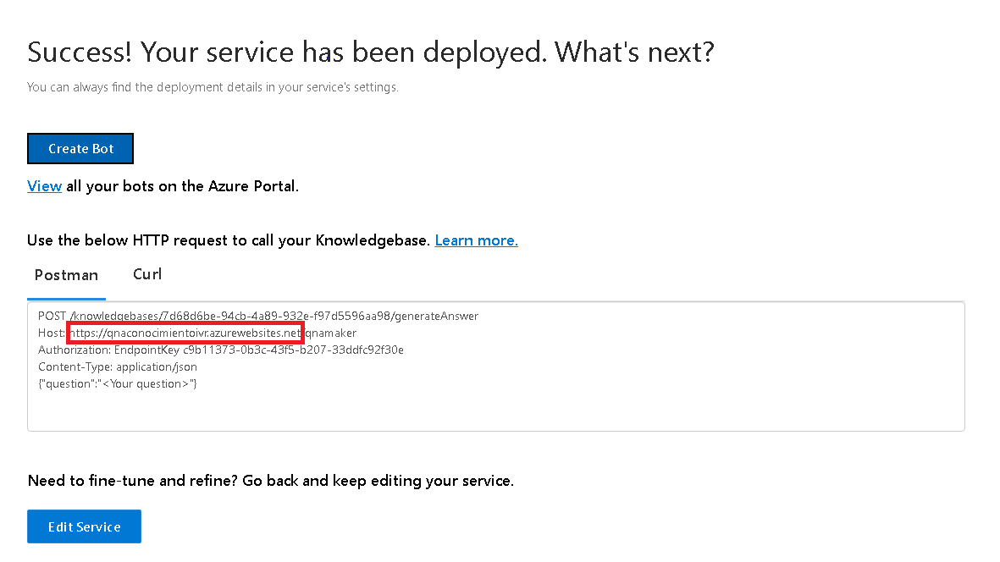 Success! Your service has been deployed. What's next?
You can always find the deployment details in your service's settings.
Create Bot
View all your bots on the Azure Portal.
Use the below HTTP request to call your Knowledgebase. Learn more.
Postman Curl
POST /knowledgebases/7d68d6be-94cb-4a89-932e-f97d5596aa98/generateAnswer
Host: https://qnaconocimientoivr.azurewebsites.net/qnamaker
Authorization: EndpointKey c9b11373-0b3c-43f5-b207-33ddfc92f30e
Content-Type: application/json
{"question":"<Your question>"}
Need to fine-tune and refine? Go back and keep editing your service.
Edit Service